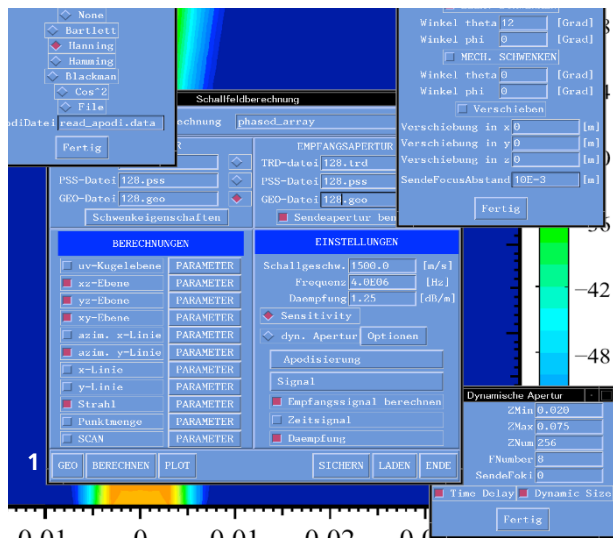 None
Bartlett
Hanning
Hamming
Blackman
Cos^2
File
odiDatei read_apodi.data
Fertig
Winkel theta 12 [Grad]
Winkel phi 0 [Grad]
MECH. SCHWENKEN
Winkel theta 0 [Grad]
Winkel phi 0 [Grad]
Verschieben
Verschiebung in x 0 [m]
Verschiebung in y 0 [m]
Verschiebung in z 0 [m]
SendeFocusAbstand 10E-3 [m]
Fertig
Schallfeldberechnung
echnung phased_array
EMPFANGSAPERTUR
TRD-datei 128.trd
PSS-Datei 128.pss
PSS-Datei 128.pss
GEO-Datei 128.geo
GEO-Datei 128.geo
Schwenkeigenschaften
Sendeapertur ben
BERECHNUNGEN
uv-Kugelebene PARAMETER
xz-Ebene PARAMETER
yz-Ebene PARAMETER
xy-Ebene PARAMETER
azim. x-Linie PARAMETER
azim. y-Linie PARAMETER
x-Linie PARAMETER
y-Linie PARAMETER
Strahl PARAMETER
Punktmenge PARAMETER
SCAN PARAMETER
EINSTELLUNGEN
Schallgeschw. 1500.0 [m/s]
Frequenz 4.0E06 [Hz]
Daempfung 1.25 [dB/m]
Sensitivity
dyn. Apertur Optionen
Apodisierung
Signal
Empfangssignal berechnen
Zeitsignal
Daempfung
1
GEO BERECHNEN PLOT SICHERN LADEN ENDE
-42
-48
Dynamische Apertur
ZMin 0.020
ZMax 0.075
ZNum 256
FNumber 8
SendeFoki 0
Time Delay Dynamic Size
Fertig